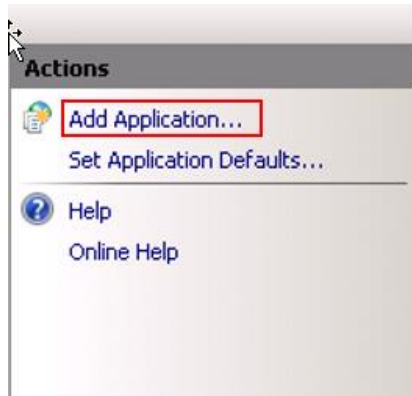 Actions
Add Application...
Set Application Defaults...
Help
Online Help